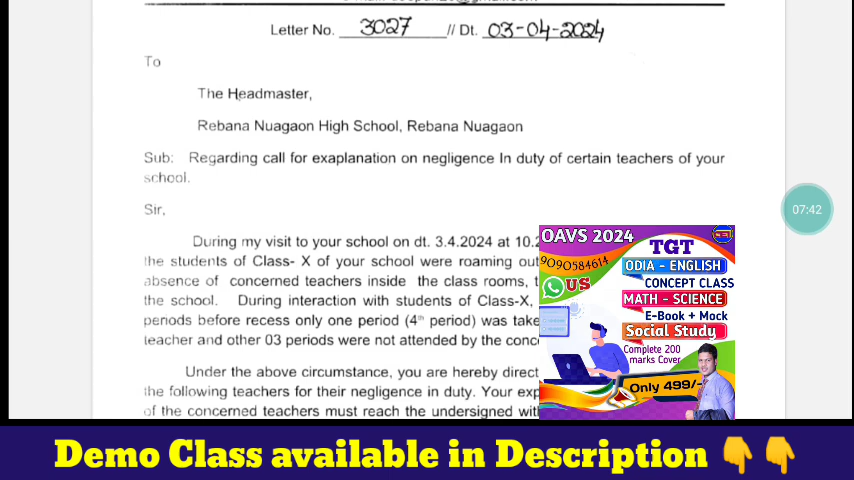 Letter No. 3027 // Dt. 03-04-2024
To
The Headmaster,
Rebana Nuagaon High School, Rebana Nuagaon
Sub: Regarding call for exaplanation on negligence In duty of certain teachers of your
school.
Sir,
During my visit to your school on dt. 3.4.2024 at 10.2
the students of Class- X of your school were roaming out
absence of concerned teachers inside the class rooms, t
the school. During interaction with students of Class-X,
periods before recess only one period (4th period) was take
teacher and other 03 periods were not attended by the conc
Under the above circumstance, you are hereby direct
the following teachers for their negligence in duty. Your exp
of the concerned teachers must reach the undersigned wit
07:42
OAVS 2024
TGT
9090584614
US
ODIA - ENGLISH
CONCEPT CLASS
MATH - SCIENCE
E-Book + Mock
Social Study
Complete 200
marks Cover
Only 499/-
Demo Class available in Description 👇👇